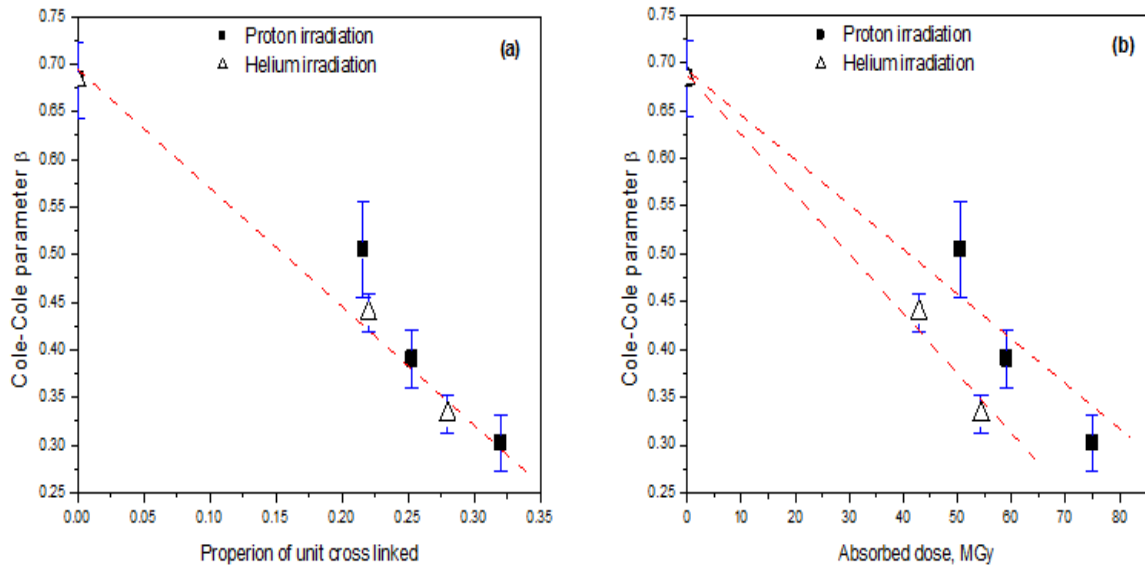 0.75
0.70
0.65
0.60
0.55
0.50
0.45
0.40
0.35
0.30
0.25
Cole-Cole parameter β
Proton irradiation
Helium irradiation
(a)
0.00 0.05 0.10 0.15 0.20 0.25 0.30 0.35
Properion of unit cross linked
0.75
0.70
0.65
0.60
0.55
0.50
0.45
0.40
0.35
0.30
0.25
Cole-Cole parameter β
Proton irradiation
Helium irradiation
(b)
0 10 20 30 40 50 60 70 80
Absorbed dose, MGy